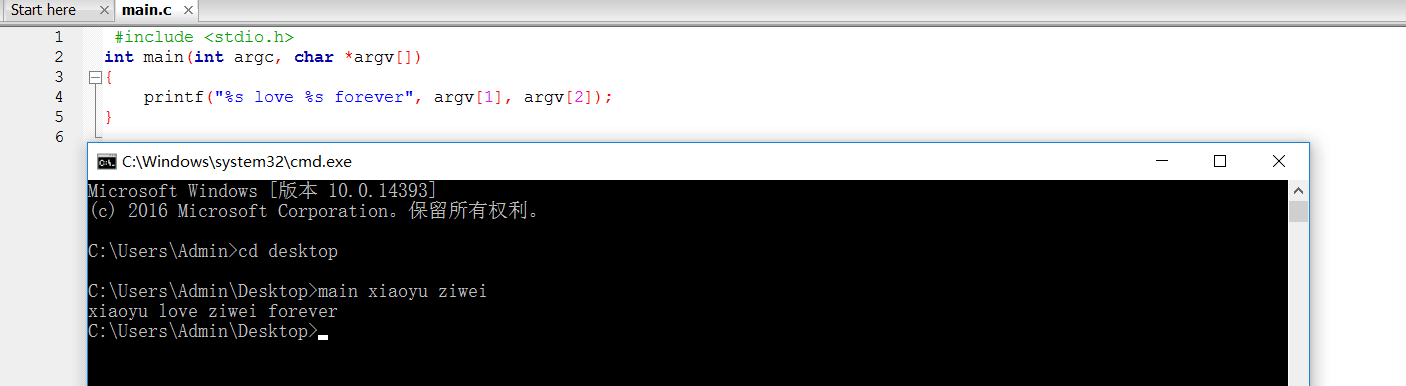 Start here × main.c ×
1 #include <stdio.h>
2 int main(int argc, char *argv[])
3 {
4 printf("%s love %s forever", argv[1], argv[2]);
5 }
6
C:\Windows\system32\cmd.exe
Microsoft Windows [版本 10.0.14393]
(c) 2016 Microsoft Corporation。保留所有权利。
C:\Users\Admin>cd desktop
C:\Users\Admin\Desktop>main xiaoyu ziwei
xiaoyu love ziwei forever
C:\Users\Admin\Desktop>